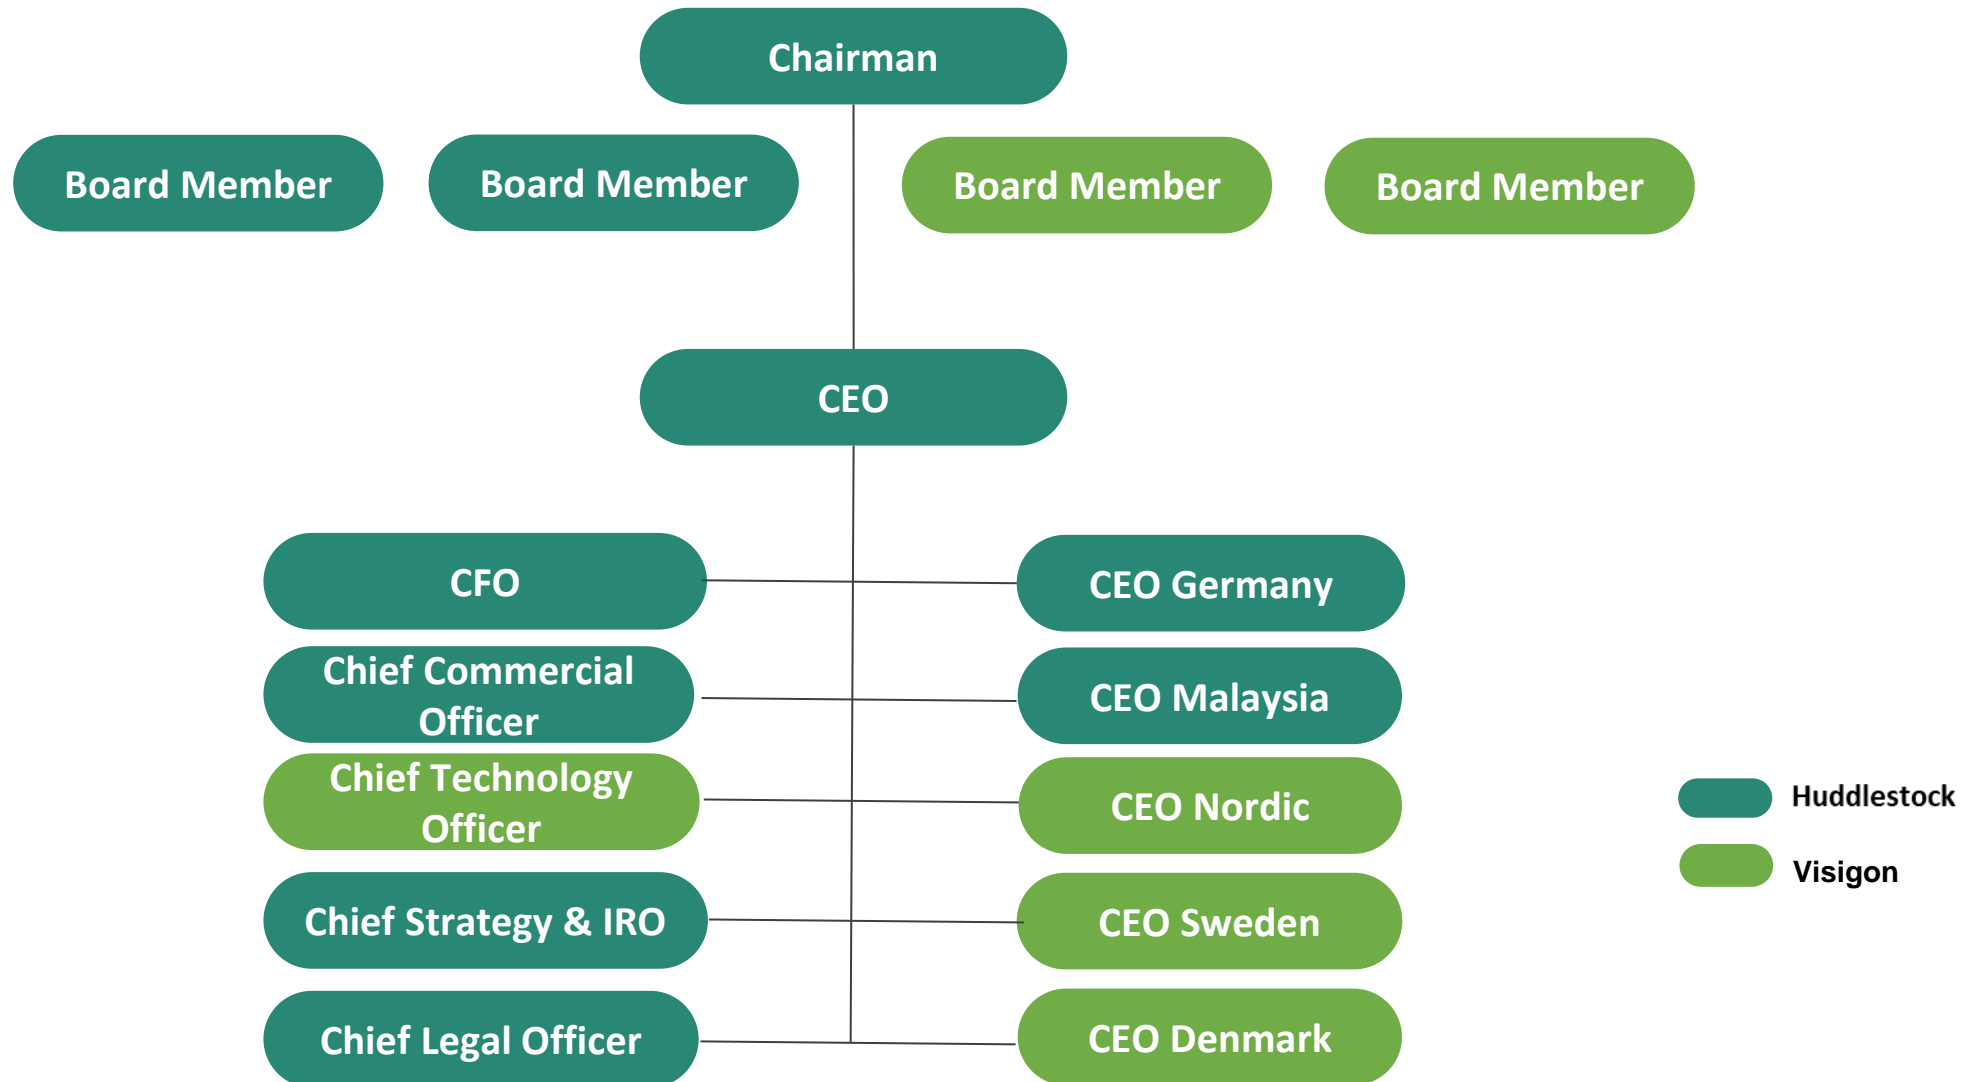 Chairman
Board Member
Board Member
Board Member
Board Member
CEO
CFO
CEO Germany
Chief Commercial
Officer
CEO Malaysia
Chief Technology
Officer
CEO Nordic
Chief Strategy & IRO
CEO Sweden
Chief Legal Officer
CEO Denmark
Huddlestock
Visigon